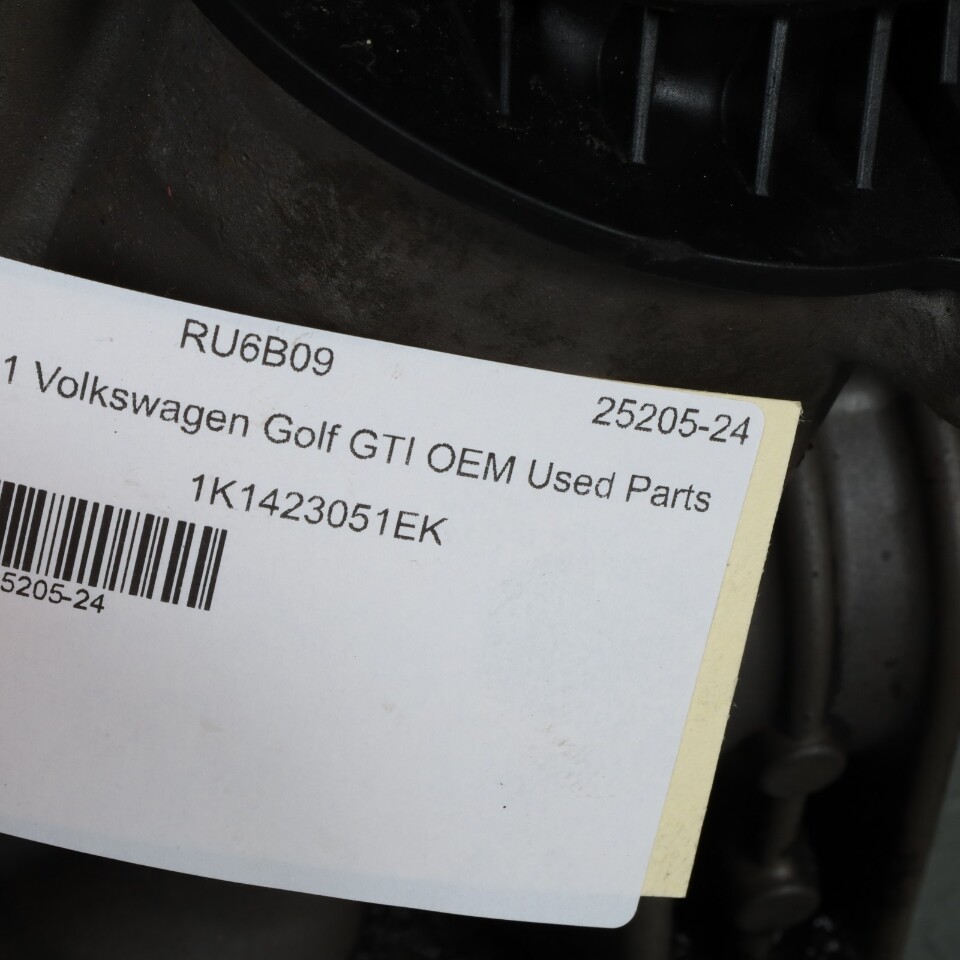 RU6B09
25205-24
1 Volkswagen Golf GTI OEM Used Parts
1K1423051EK
5205-24